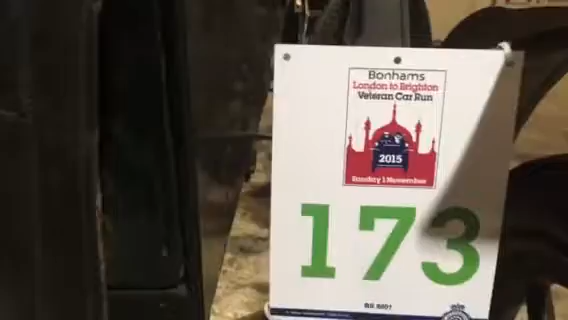 Bonhams
London to Brighton
Veteran Car Run
2015
Sunday 1 November
173